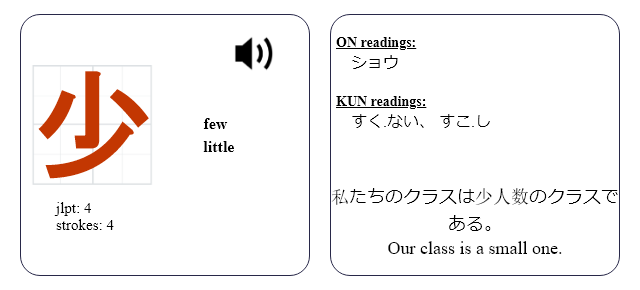 少
few
little
jlpt: 4
strokes: 4
ON readings:
ショウ
KUN readings:
すく.ない、 すこ.し
私たちのクラスは少人数のクラスで
ある。
Our class is a small one.